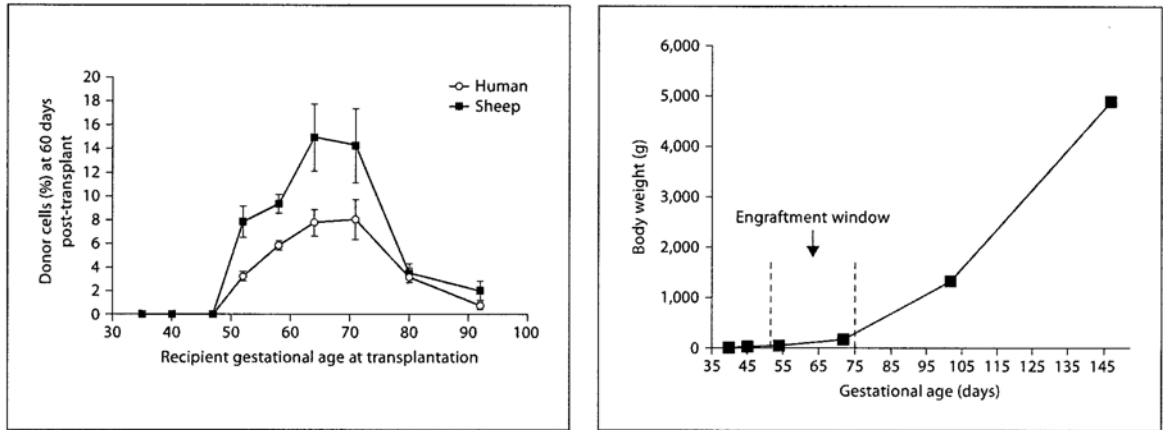 20
18
16
14
12
10
8
6
4
2
0
Donor cells (%) at 60 days
post-transplant
Human
Sheep
30 40 50 60 70 80 90 100
Recipient gestational age at transplantation
6,000
5,000
4,000
3,000
2,000
1,000
0
Body weight (g)
Engraftment window
35 45 55 65 75 85 95 105 115 125 135 145
Gestational age (days)